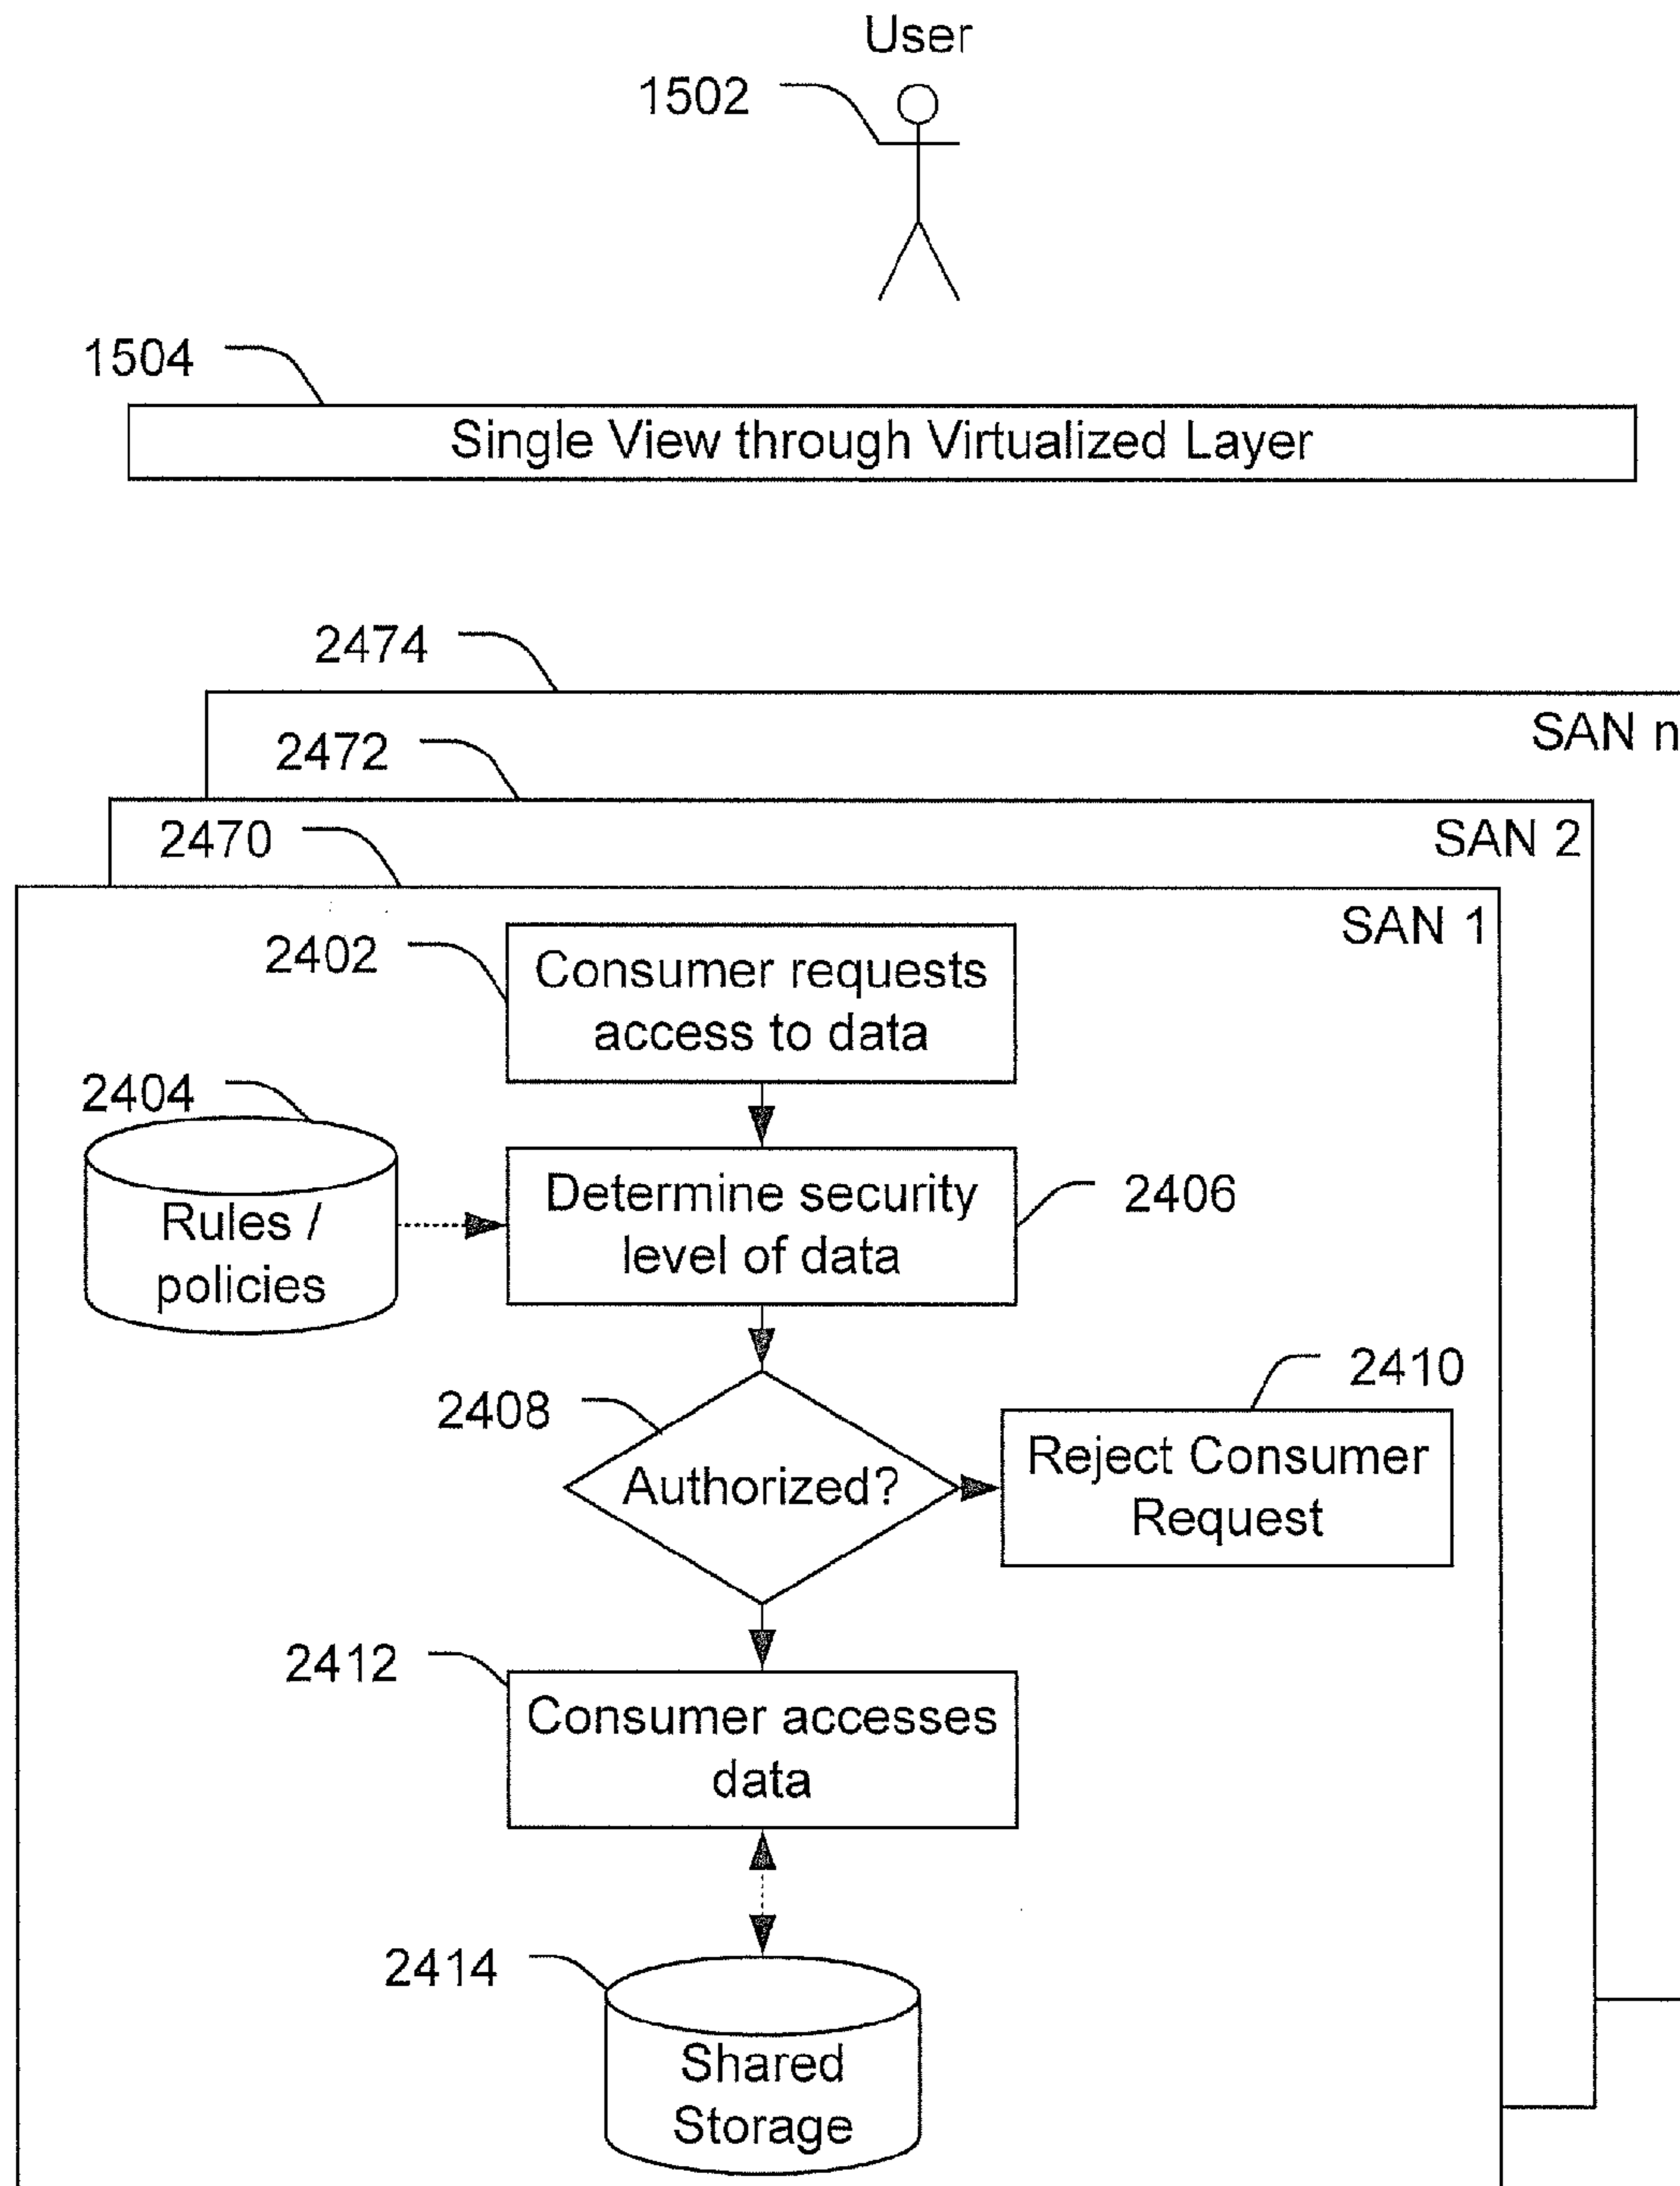 User
1502
1504
Single View through Virtualized Layer
2474
SAN n
2472
SAN 2
2470
SAN 1
2402
Consumer requests
access to data
2404
Rules /
policies
Determine security
level of data
2406
2408
Authorized?
2410
Reject Consumer
Request
2412
Consumer accesses
data
2414
Shared
Storage